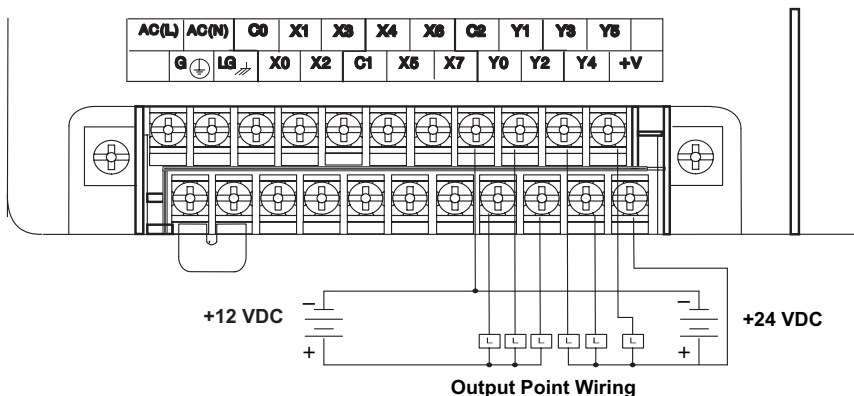 AC(L) AC(N) C0 X1 X3 X4 X6 C2 Y1 Y3 Y5
G LG X0 X2 C1 X5 X7 Y0 Y2 Y4 +V
+12 VDC
+24 VDC
− −
+ +
L L L L L L
Output Point Wiring